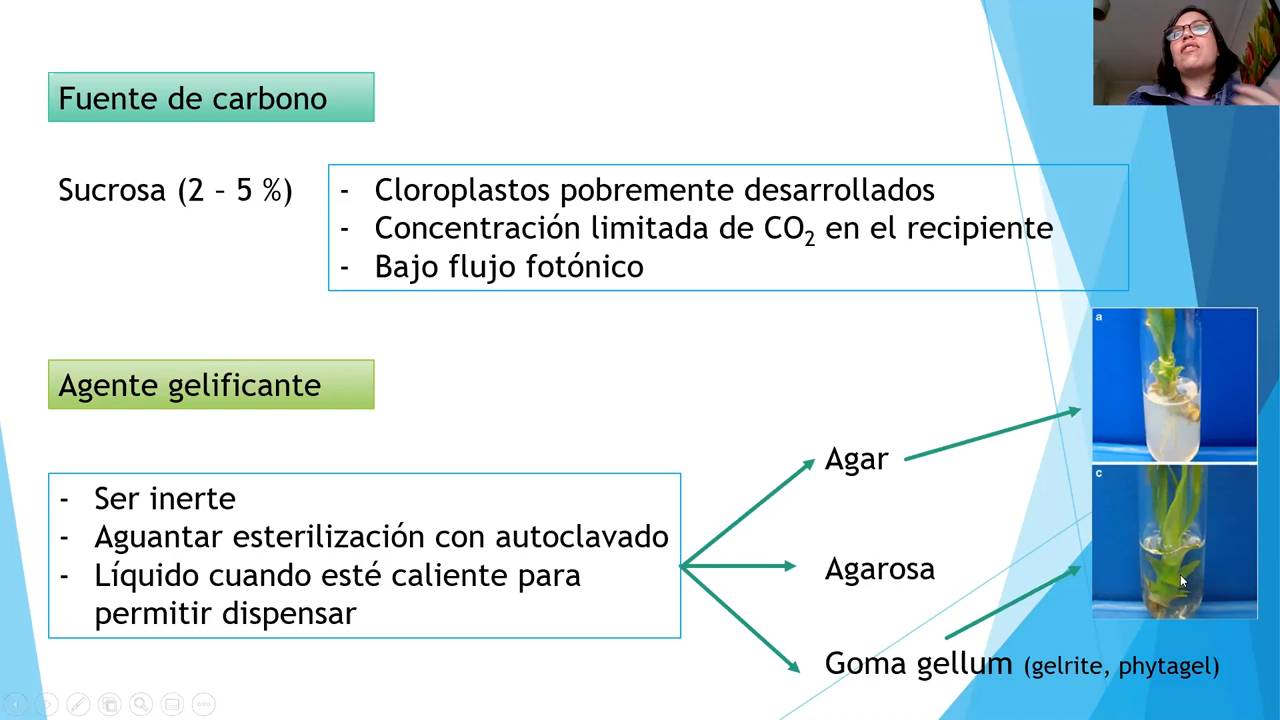 Fuente de carbono
Sucrosa (2 – 5 %)
- Cloroplastos pobremente desarrollados
- Concentración limitada de CO2 en el recipiente
- Bajo flujo fotónico
Agente gelificante
- Ser inerte
- Aguantar esterilización con autoclavado
- Líquido cuando esté caliente para
permitir dispensar
Agar
Agarosa
Goma gellum (gelrite, phytagel)
a
c